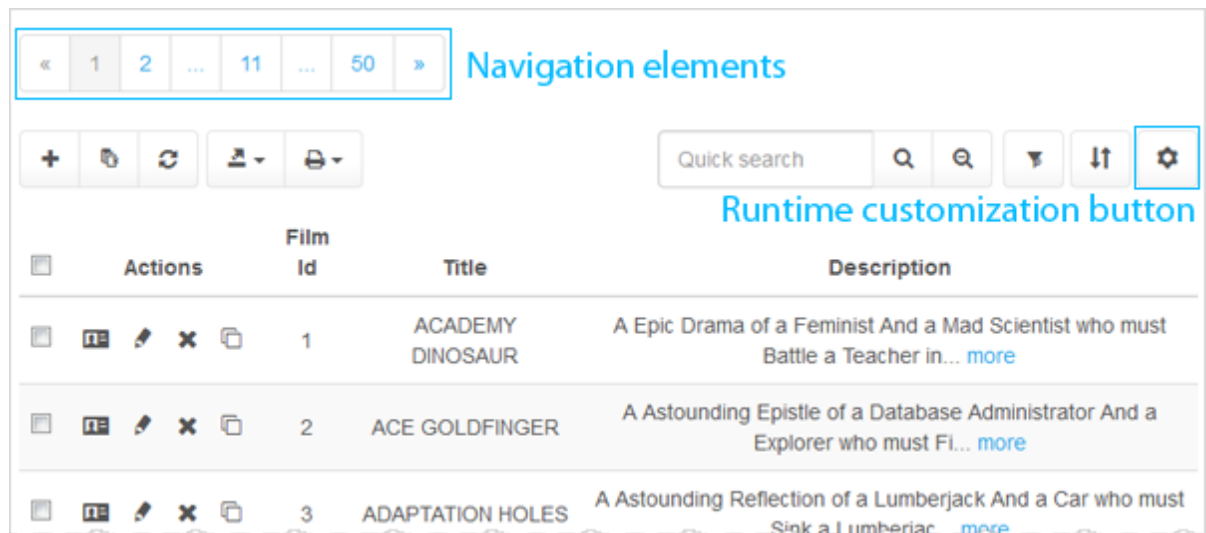 « 1 2 ... 11 ... 50 » Navigation elements
Quick search
Runtime customization button
Film
Actions Id Title Description
1 ACADEMY DINOSAUR A Epic Drama of a Feminist And a Mad Scientist who must
Battle a Teacher in... more
2 ACE GOLDFINGER A Astounding Epistle of a Database Administrator And a
Explorer who must Fi... more
3 ADAPTATION HOLES A Astounding Reflection of a Lumberjack And a Car who must
Sink a Lumberjac... more